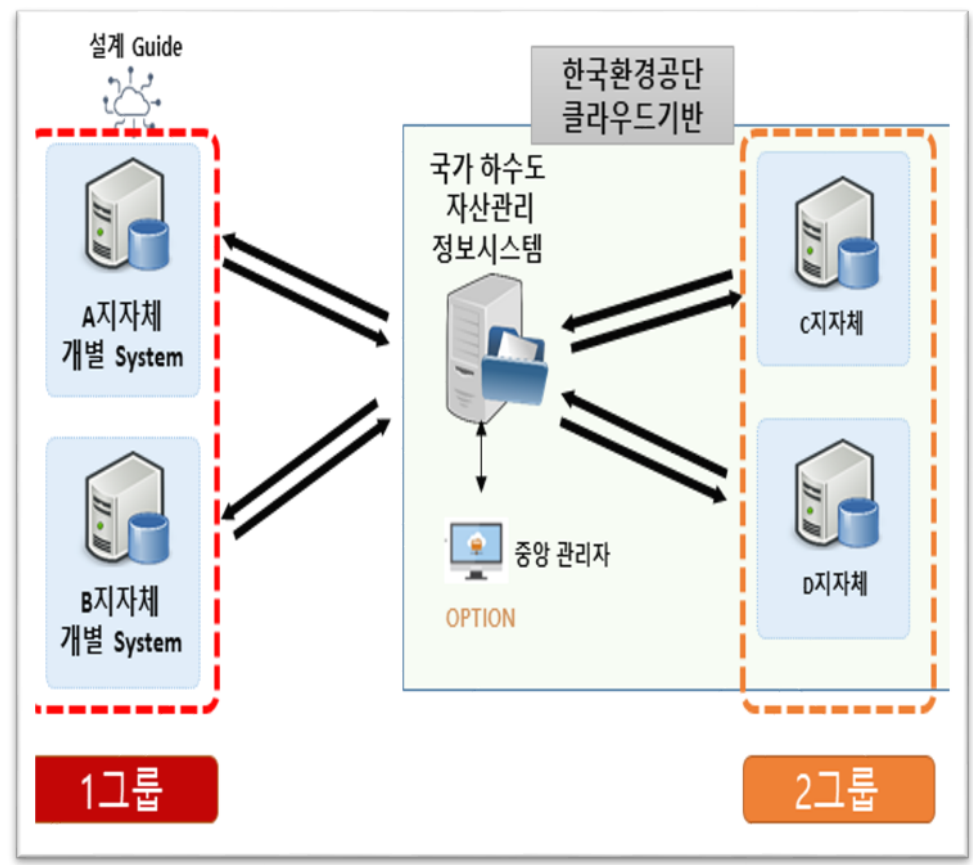 설계 Guide
한국환경공단
클라우드기반
국가 하수도
자산관리
정보시스템
A지자체
개별 System
C지자체
B지자체
개별 System
중앙 관리자
OPTION
D지자체
1그룹
2그룹